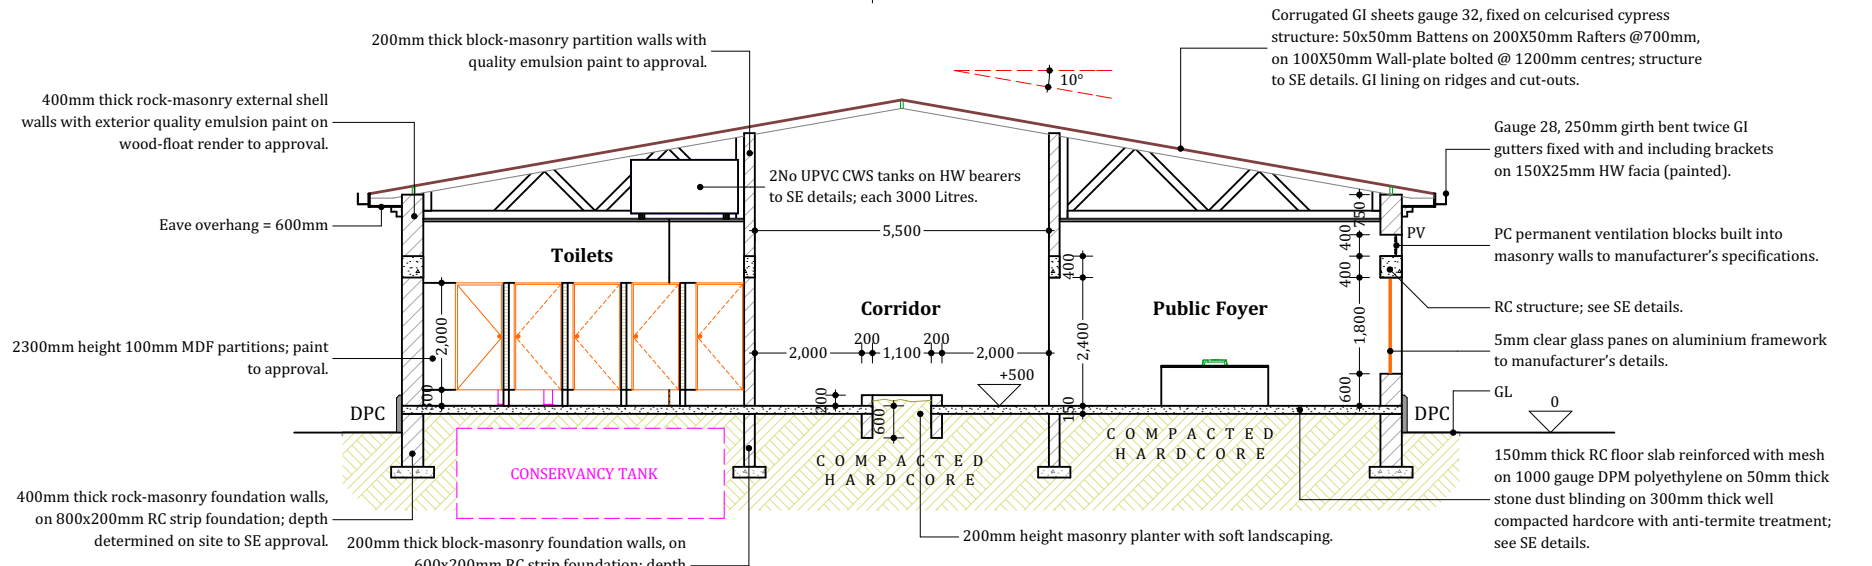 Corrugated GI sheets gauge 32, fixed on celcurised cypress
structure: 50x50mm Battens on 200X50mm Rafters @700mm,
on 100X50mm Wall-plate bolted @ 1200mm centres; structure
to SE details. GI lining on ridges and cut-outs.
200mm thick block-masonry partition walls with
quality emulsion paint to approval.
10°
400mm thick rock-masonry external shell
walls with exterior quality emulsion paint on
wood-float render to approval.
Gauge 28, 250mm girth bent twice GI
gutters fixed with and including brackets
on 150X25mm HW facia (painted).
2No UPVC CWS tanks on HW bearers
to SE details; each 3000 Litres.
Eave overhang = 600mm
5,500
750
PV
400
PC permanent ventilation blocks built into
masonry walls to manufacturer's specifications.
Toilets
400
400
Corridor
Public Foyer
RC structure; see SE details.
2,000
2300mm height 100mm MDF partitions; paint
to approval.
200
200
2,000
1,100
2,000
2,400
1,800
5mm clear glass panes on aluminium framework
to manufacturer's details.
+500
600
GL
0
DPC
200
600
150
DPC
COMPACTED
HARDCORE
COMPACTED
HARDCORE
CONSERVANCY TANK
150mm thick RC floor slab reinforced with mesh
on 1000 gauge DPM polyethylene on 50mm thick
stone dust blinding on 300mm thick well
compacted hardcore with anti-termite treatment;
see SE details.
400mm thick rock-masonry foundation walls,
on 800x200mm RC strip foundation; depth
determined on site to SE approval.
200mm height masonry planter with soft landscaping.
200mm thick block-masonry foundation walls, on
600x200mm RC strip foundation; depth